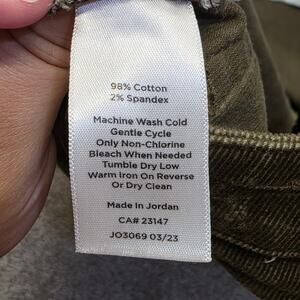 98% Cotton
2% Spandex
Machine Wash Cold
Gentle Cycle
Only Non-Chlorine
Bleach When Needed
Tumble Dry Low
Warm Iron On Reverse
Or Dry Clean
Made In Jordan
CA# 23147
JO3069 03/23